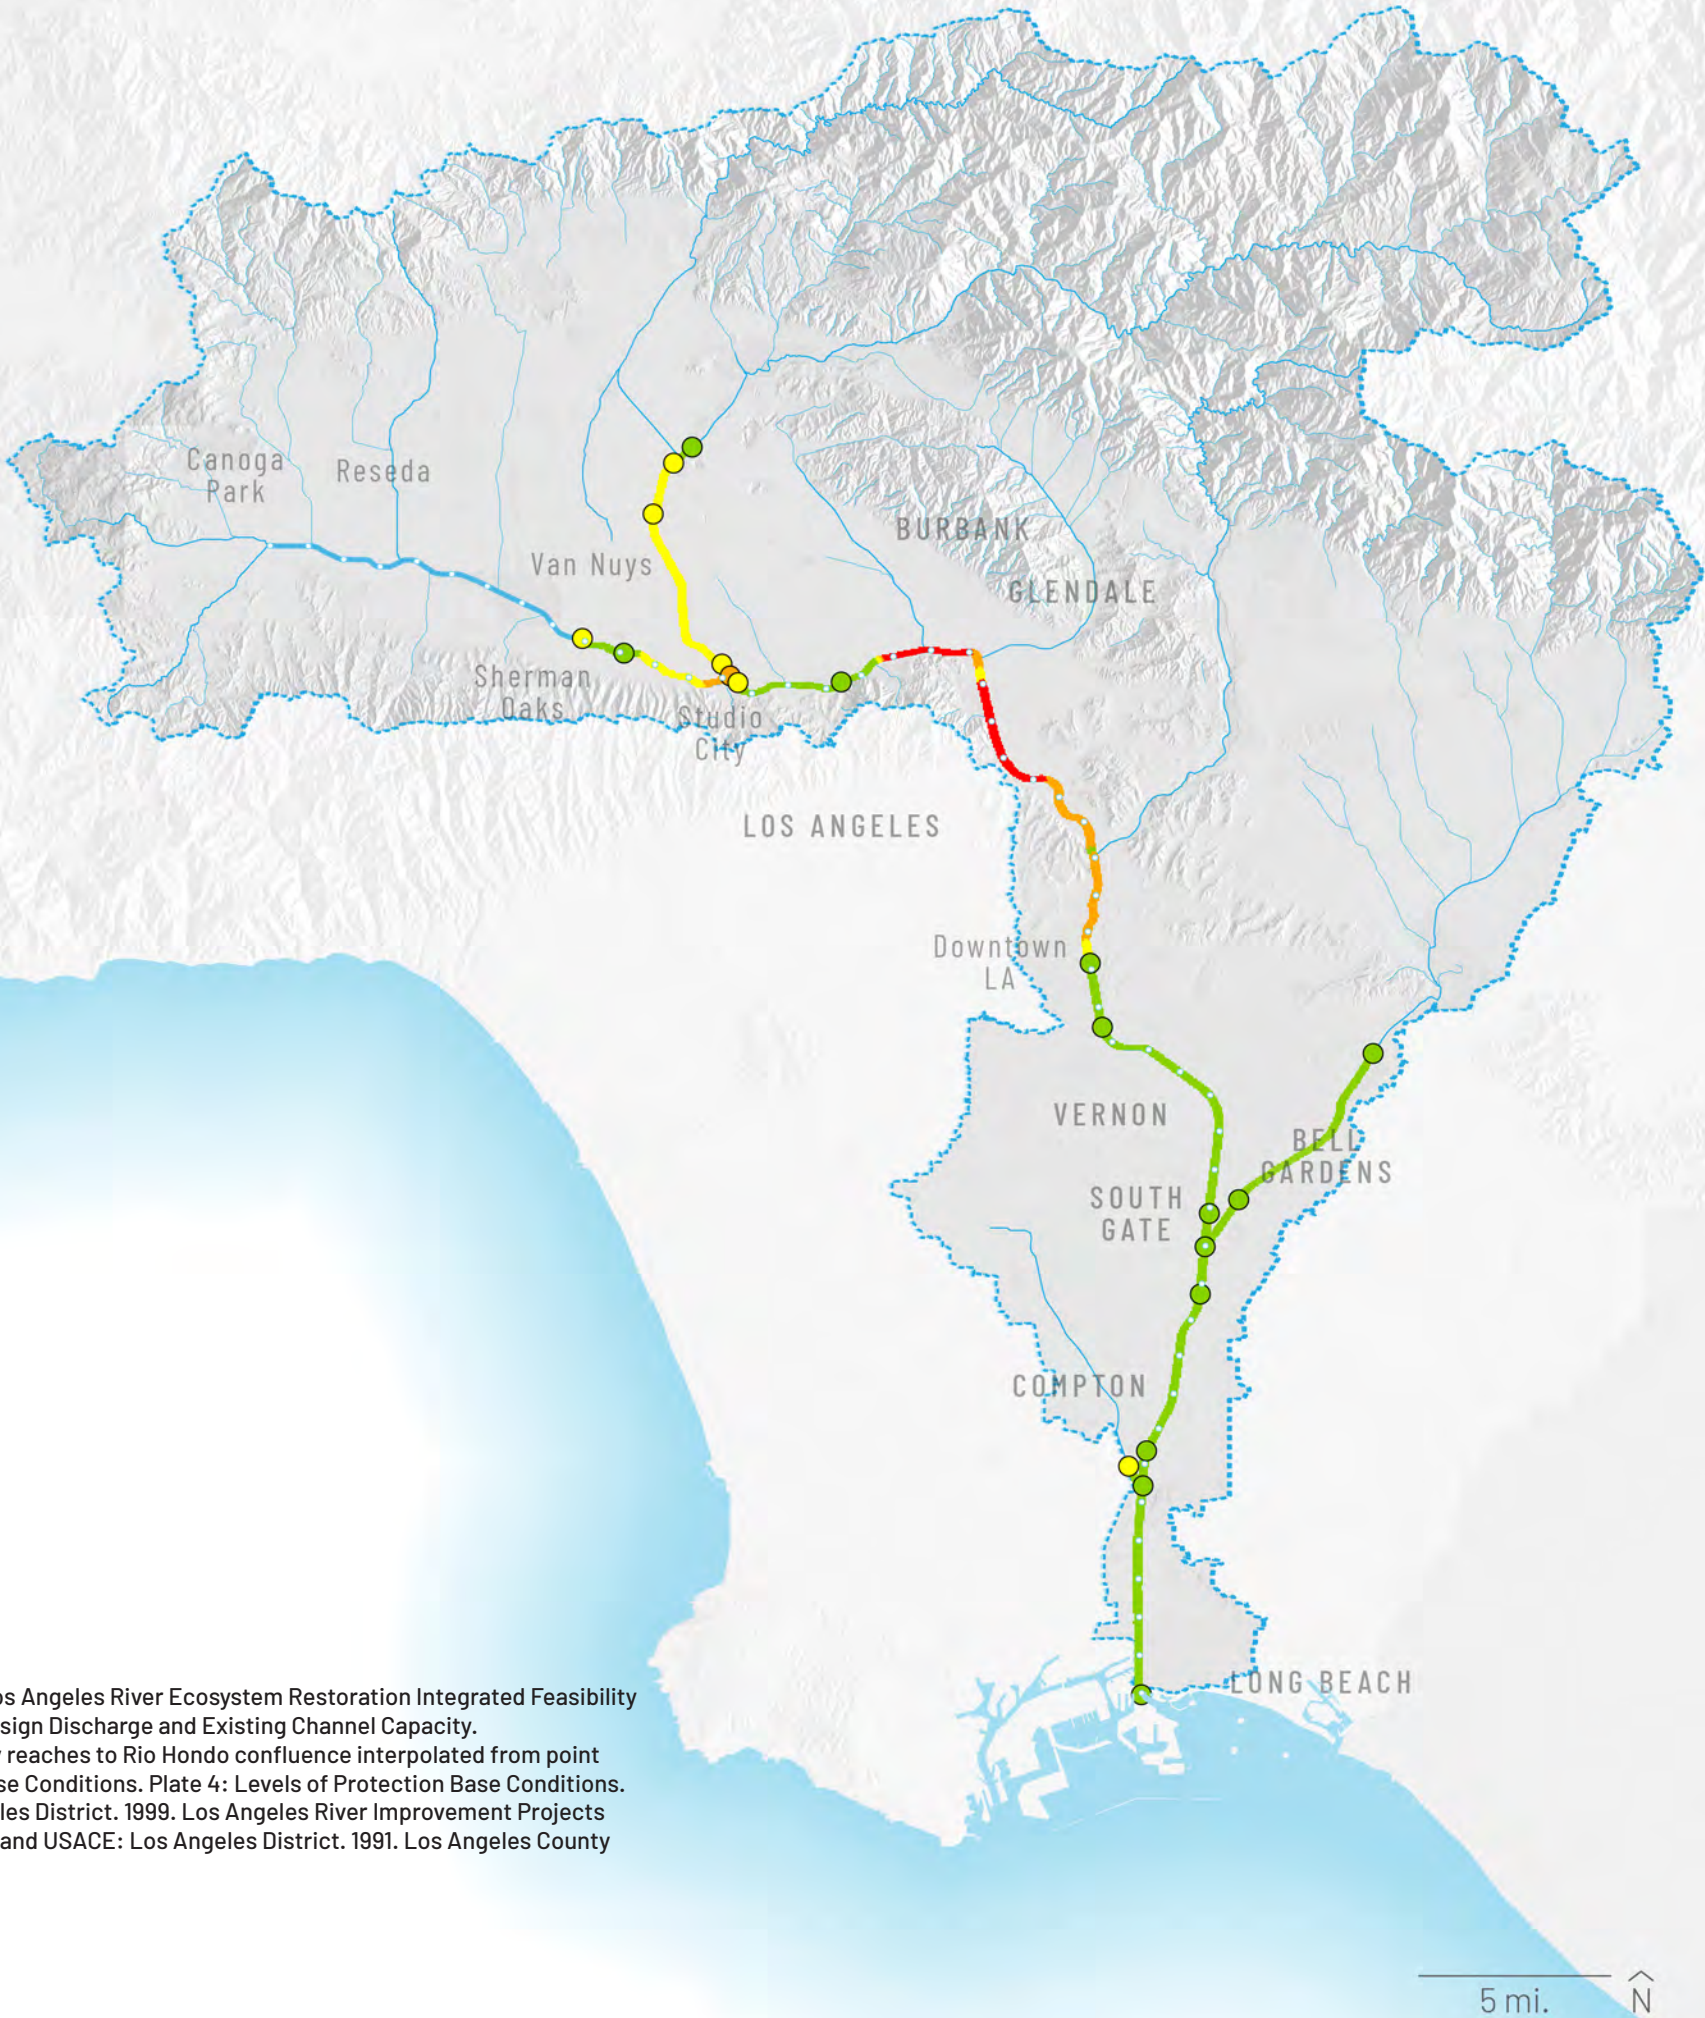 Canoga
Park
Reseda
BURBANK
Van Nuys
GLENDALE
Sherman
Oaks
Studio
City
LOS ANGELES
Downtown
LA
VERNON
BELL
GARDENS
SOUTH
GATE
COMPTON
LONG BEACH
os Angeles River Ecosystem Restoration Integrated Feasibility
sign Discharge and Existing Channel Capacity.
reaches to Rio Hondo confluence interpolated from point
se Conditions. Plate 4: Levels of Protection Base Conditions.
les District. 1999. Los Angeles River Improvement Projects
and USACE: Los Angeles District. 1991. Los Angeles County
5 mi.
N